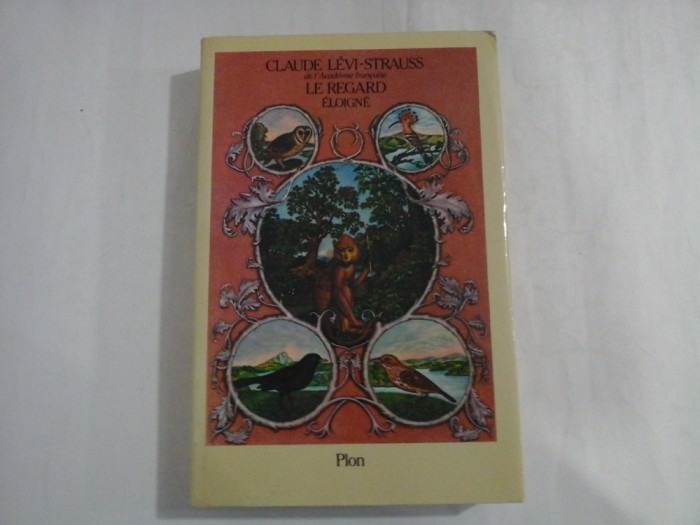 CLAUDE LÉVI-STRAUSS
de l'Académie française
LE REGARD
ÉLOIGNÉ
Plon